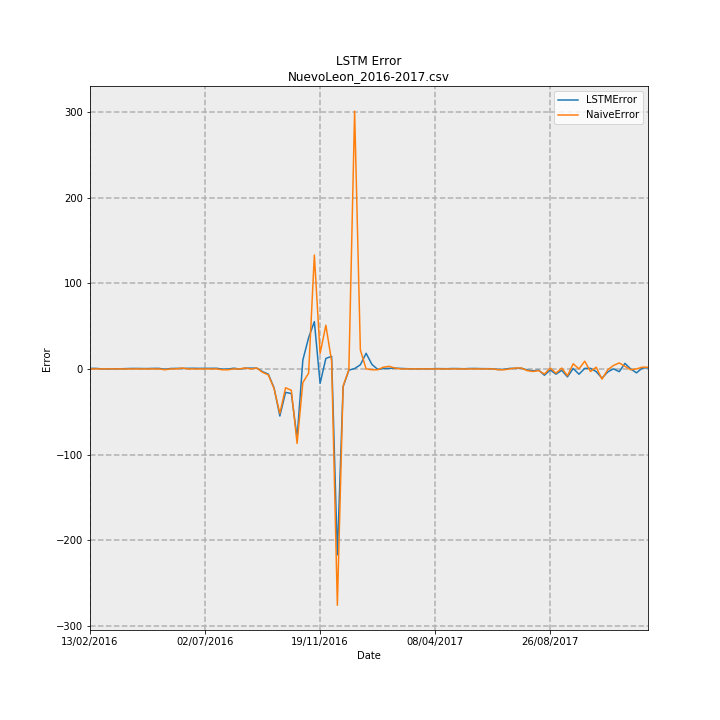 LSTM Error
NuevoLeon_2016-2017.csv
LSTMError
NaiveError
300
200
100
0
−100
−200
−300
Error
13/02/2016
02/07/2016
19/11/2016
08/04/2017
26/08/2017
Date